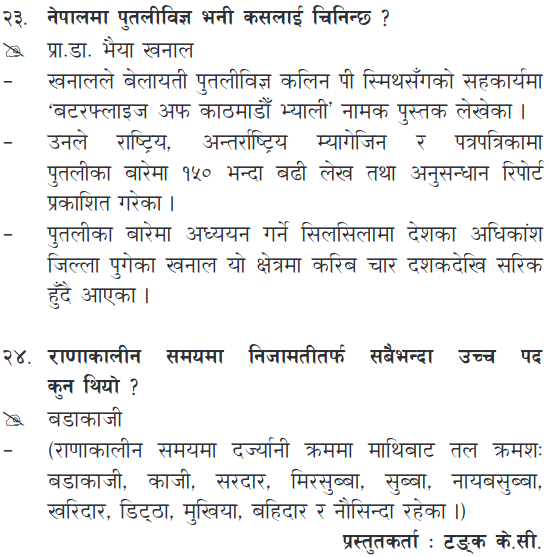 २३. नेपालमा पुतलीविज्ञ भनी कसलाई चिनिन्छ ?
प्रा.डा. भैया खनाल
– खनालले बेलायती पुतलीविज्ञ कलिन पी स्मिथसँगको सहकार्यमा
‘बटरफ्लाइज अफ काठमाडौँ भ्याली’ नामक पुस्तक लेखेका ।
– उनले राष्ट्रिय, अन्तर्राष्ट्रिय म्यागेजिन र पत्रपत्रिकामा
पुतलीका बारेमा १५० भन्दा बढी लेख तथा अनुसन्धान रिपोर्ट
प्रकाशित गरेका ।
– पुतलीका बारेमा अध्ययन गर्ने सिलसिलामा देशका अधिकांश
जिल्ला पुगेका खनाल यो क्षेत्रमा करिब चार दशकदेखि सरिक
हुँदै आएका ।
२४. राणाकालीन समयमा निजामतीतर्फ सबैभन्दा उच्च पद
कुन थियो ?
बडाकाजी
– (राणाकालीन समयमा दर्ज्यानी क्रममा माथिबाट तल क्रमशः
बडाकाजी, काजी, सरदार, मिरसुब्बा, सुब्बा, नायबसुब्बा,
खरिदार, डिट्ठा, मुखिया, बहिदार र नौसिन्दा रहेका ।)
प्रस्तुतकर्ता : टङ्क के.सी.